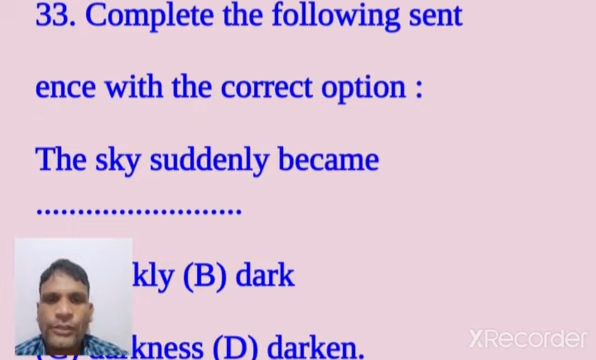 33. Complete the following sent
ence with the correct option :
The sky suddenly became
.........................
kly (B) dark
kness (D) darken.
XRecorder